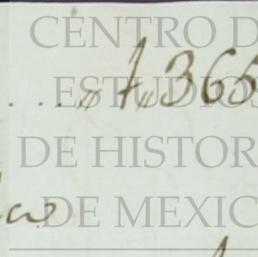 CENTRO D
....„1„365
ESTUDIOS
DE HISTOR
DE MEXIC